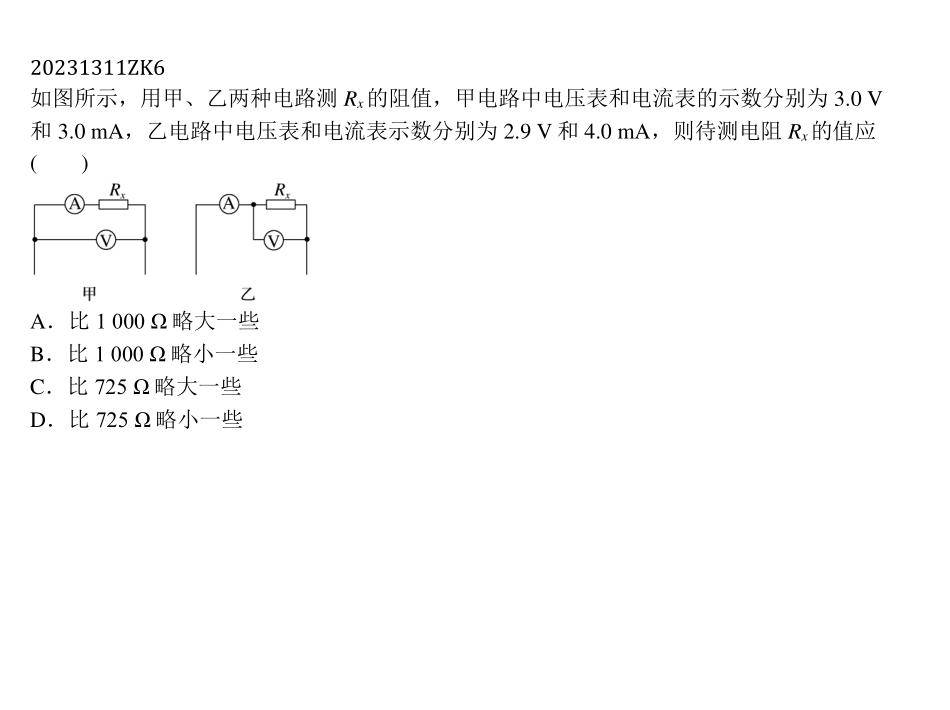 20231311ZK6
如图所示，用甲、乙两种电路测 Rx 的阻值，甲电路中电压表和电流表的示数分别为 3.0 V
和 3.0 mA，乙电路中电压表和电流表示数分别为 2.9 V 和 4.0 mA，则待测电阻 Rx 的值应
(　　)
A Rx V
A Rx V
甲 乙
A．比 1 000 Ω 略大一些
B．比 1 000 Ω 略小一些
C．比 725 Ω 略大一些
D．比 725 Ω 略小一些